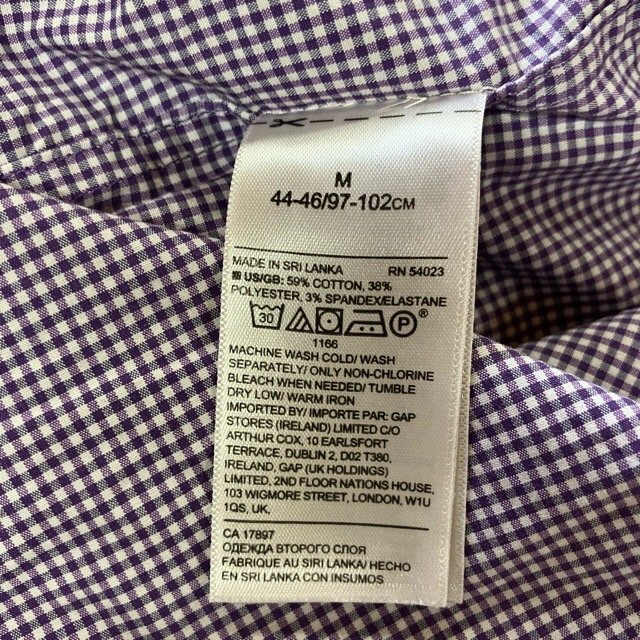 M
44-46/97-102CM
MADE IN SRI LANKA RN 54023
US/GB: 59% COTTON, 38%
POLYESTER, 3% SPANDEX/ELASTANE
30 P
1166
MACHINE WASH COLD/ WASH
SEPARATELY/ ONLY NON-CHLORINE
BLEACH WHEN NEEDED/ TUMBLE
DRY LOW/ WARM IRON
IMPORTED BY/ IMPORTE PAR: GAP
STORES (IRELAND) LIMITED C/O
ARTHUR COX, 10 EARLSFORT
TERRACE, DUBLIN 2, D02 T380,
IRELAND, GAP (UK HOLDINGS)
LIMITED, 2ND FLOOR NATIONS HOUSE,
103 WIGMORE STREET, LONDON, W1U
1QS, UK.
CA 17897
ОДЕЖДА ВТОРОГО СЛОЯ
FABRIQUE AU SRI LANKA/ HECHO
EN SRI LANKA CON INSUMOS